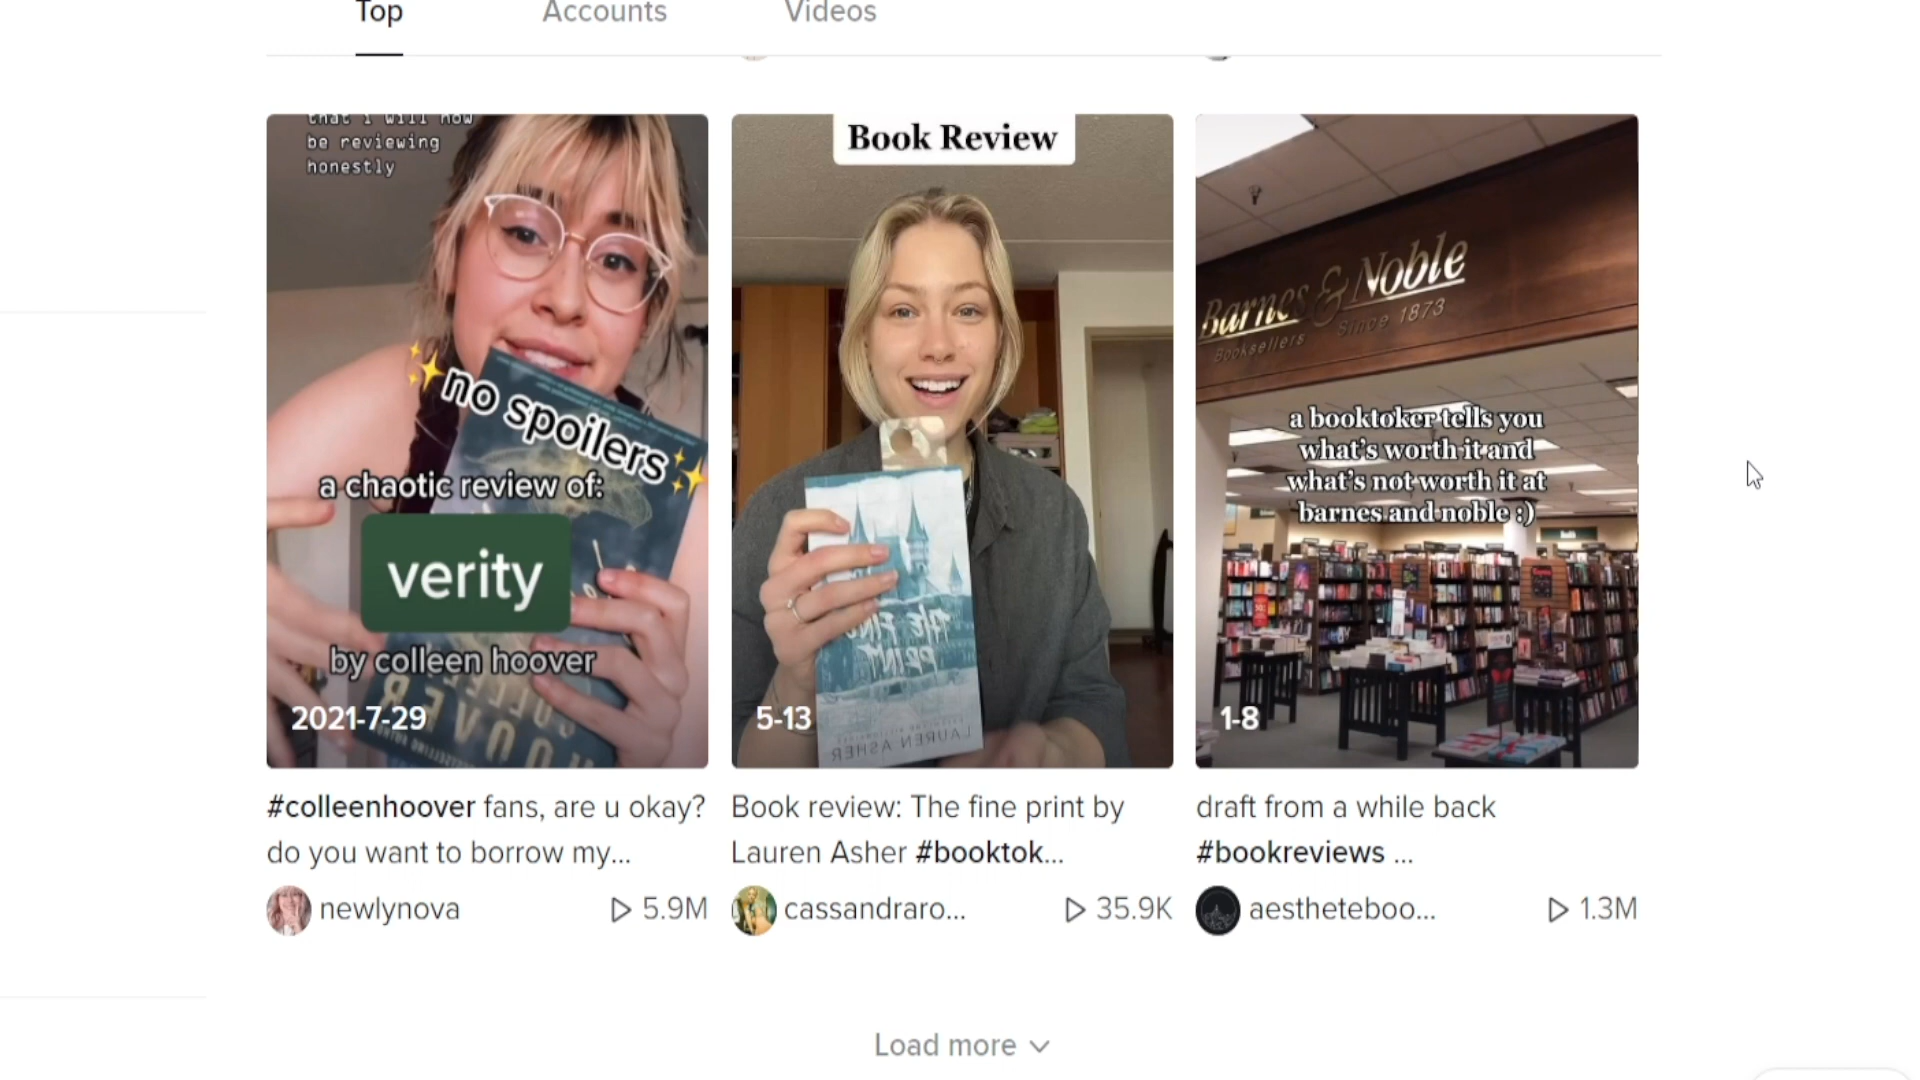 Top
Accounts
Videos
that i will now
be reviewing
honestly
✨no spoilers✨
a chaotic review of:
verity
by colleen hoover
2021-7-29
Book Review
THE FINE
PRINT
LAUREN ASHER
5-13
Barnes & Noble
Booksellers Since 1873
a booktoker tells you
what's worth it and
what's not worth it at
barnes and noble :)
1-8
#colleenhoover fans, are u okay?
do you want to borrow my...
newlynova
5.9M
Book review: The fine print by
Lauren Asher #booktok...
cassandraro...
35.9K
draft from a while back
#bookreviews ...
aestheteboo...
1.3M
Load more